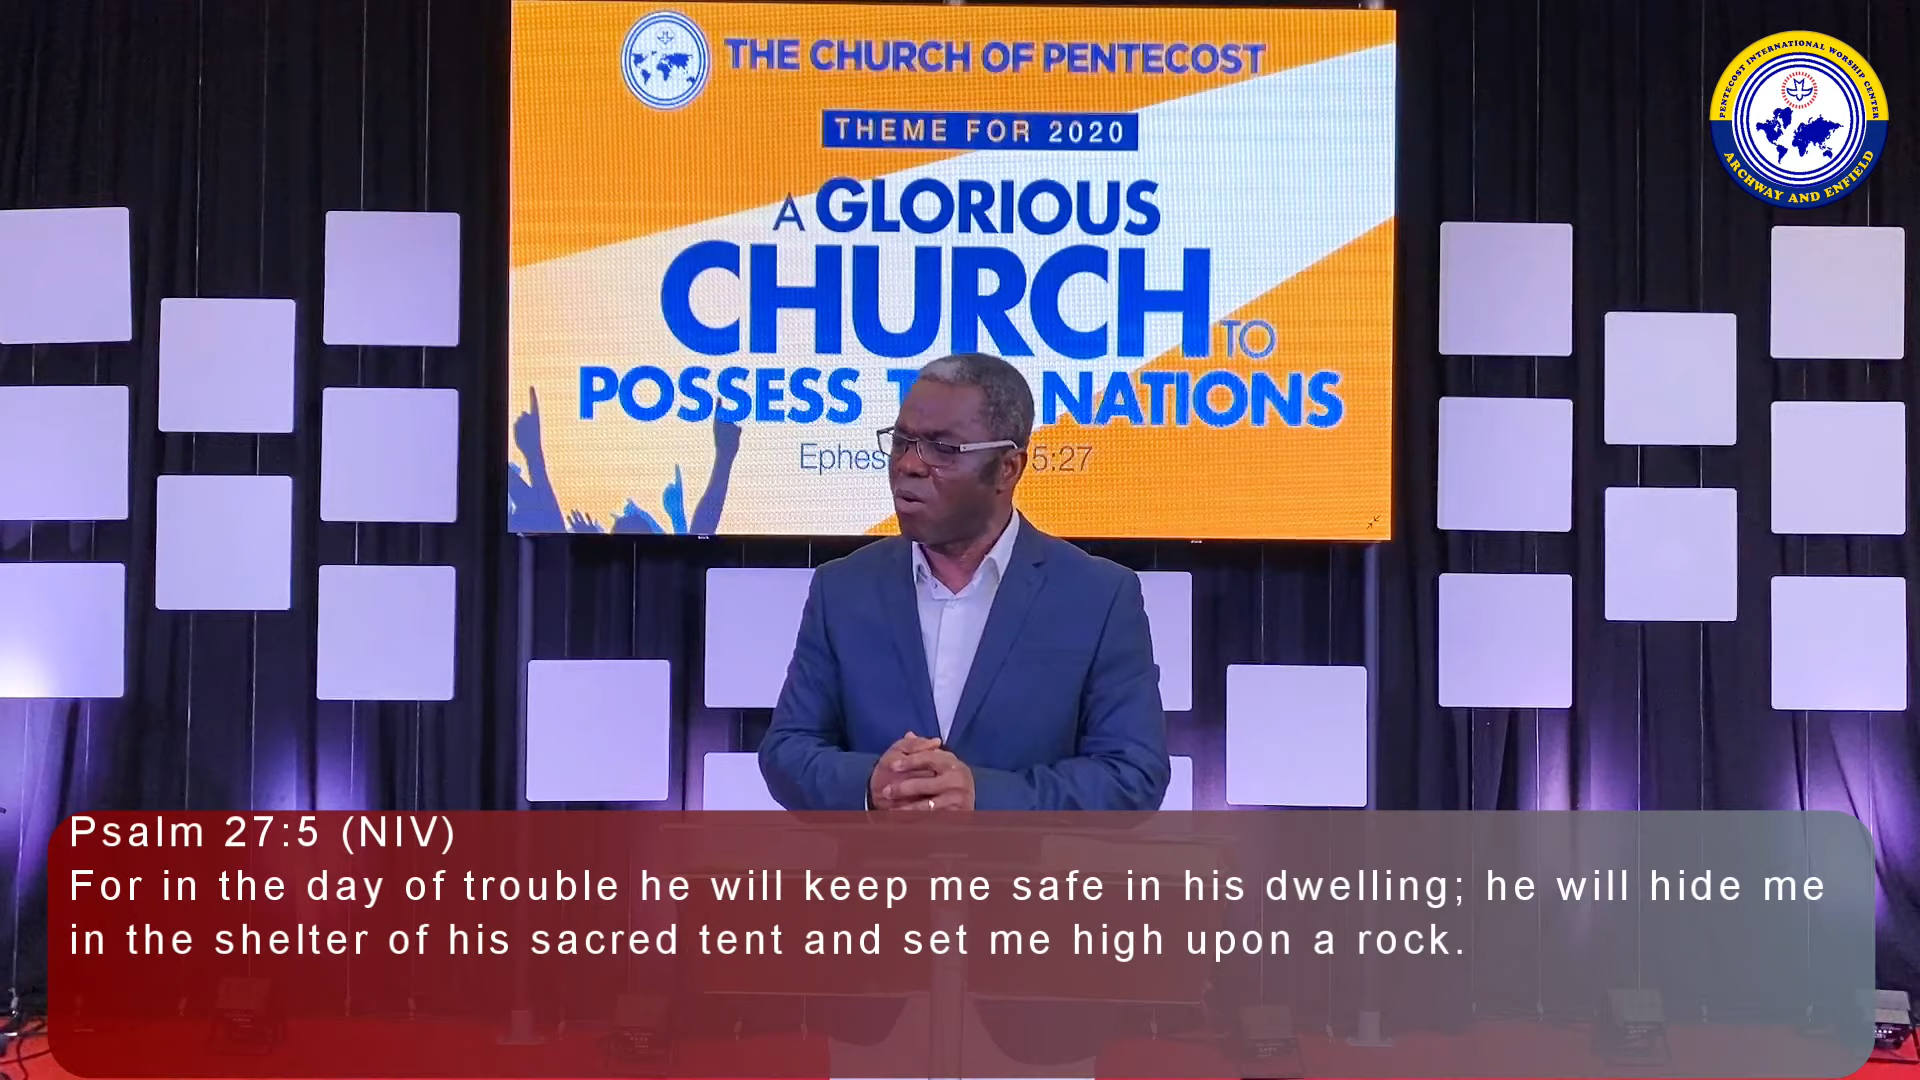 THE CHURCH OF PENTECOST
THEME FOR 2020
A GLORIOUS
CHURCH TO
POSSESS NATIONS
5:27
PENTECOST INTERNATIONAL WORSHIP CENTER
ARCHWAY AND ENFIELD
Psalm 27:5 (NIV)
For in the day of trouble he will keep me safe in his dwelling; he will hide me
in the shelter of his sacred tent and set me high upon a rock.